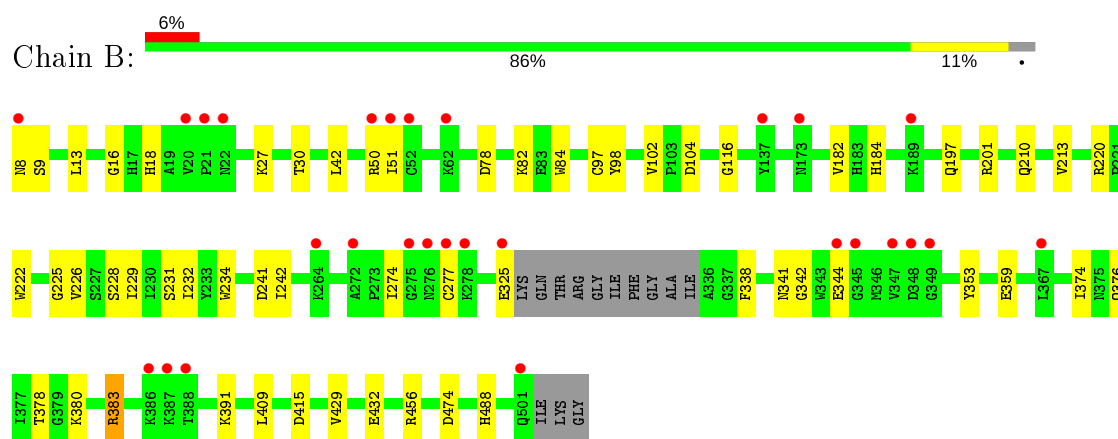 6%
Chain B:
86% 11% •
N8 S9 L13 G16 H17 H18 A19 V20 P21 N22 K27 T30 L42 R50 I51 C52 K62 D78 K82 E83 W84 C97 Y98 V102 P103 D104 G116 Y137 N173 V182 H183 H184 K189 Q197 R201 Q210 V213 R220 P221
W222 G225 V226 S227 S228 I229 I230 S231 I232 Y233 W234 D241 I242 K264 A272 P273 I274 G275 N276 C277 K278 E325 LYS GLN THR ARG GLY ILE PHE GLY ALA ILE A336 G337 F338 N341 G342 W343 E344 G345 M346 V347 D348 G349 Y353 E359 L367 I374 N375 Q376
I377 T378 G379 K380 R383 K386 K387 T388 K391 L409 D415 V429 E432 R456 D474 H488 Q501 ILE LYS GLY